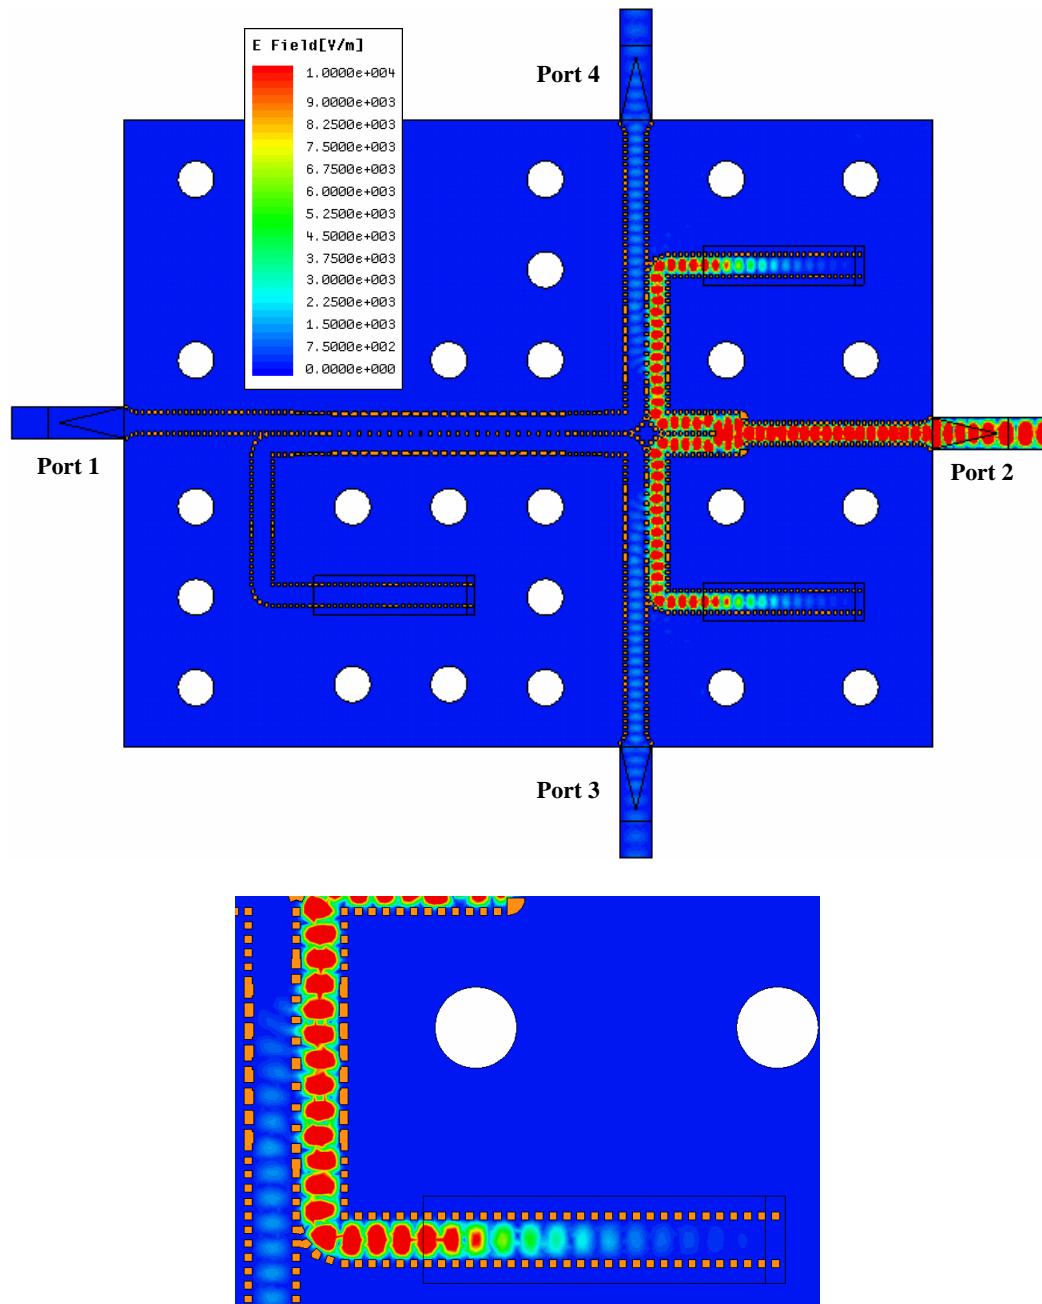 Port 4
E Field[V/m]
1.0000e+004
9.0000e+003
8.2500e+003
7.5000e+003
6.7500e+003
6.0000e+003
5.2500e+003
4.5000e+003
3.7500e+003
3.0000e+003
2.2500e+003
1.5000e+003
7.5000e+002
0.0000e+000
Port 1
Port 2
Port 3